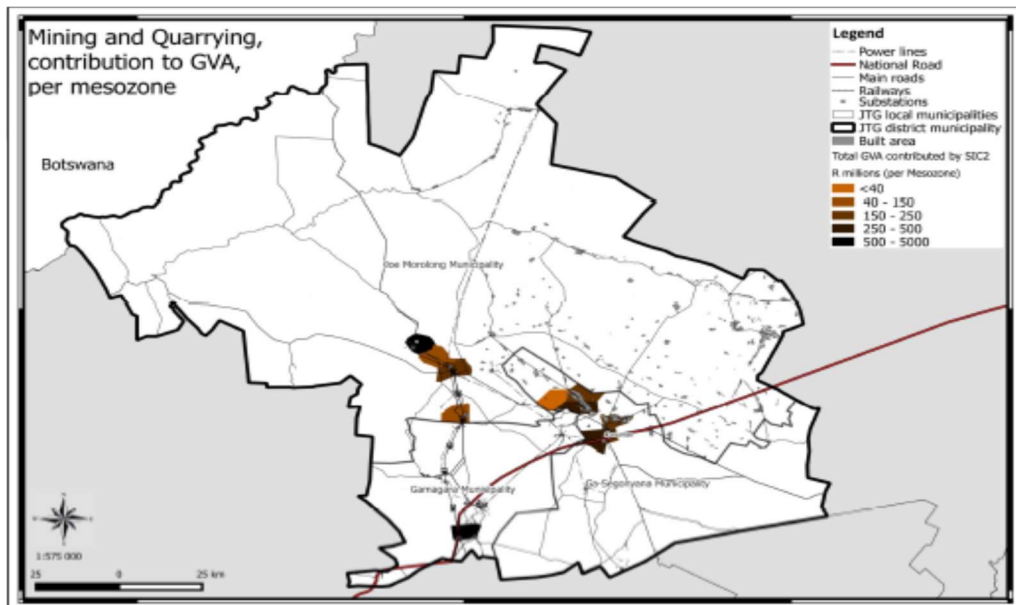 Mining and Quarrying,
contribution to GVA,
per mesozone
Botswana
Legend
Power lines
National Road
Main roads
Railways
Substations
JTG local municipalities
JTG district municipality
Built area
Total GVA contributed by SIC2
R millions (per Mesozone)
<40
40 - 150
150 - 250
250 - 500
500 - 5000
Joe Morolong Municipality
Gamagara Municipality
Ga-Segonyana Municipality
1:575 000
25 0 25 km